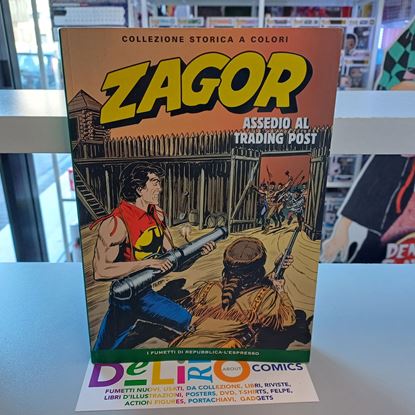 COLLEZIONE STORICA A COLORI
ZAGOR
ASSEDIO AL
TRADING POST
I FUMETTI DI REPUBBLICA-L'ESPRESSO
DeLiRiO
ABOUT COMICS
FUMETTI NUOVI, USATI, DA COLLEZIONE, LIBRI, RIVISTE,
LIBRI D'ILLUSTRAZIONI, POSTERS, DVD, T-SHIRTS, FELPE,
ACTION FIGURES, PORTACHIAVI, GADGETS